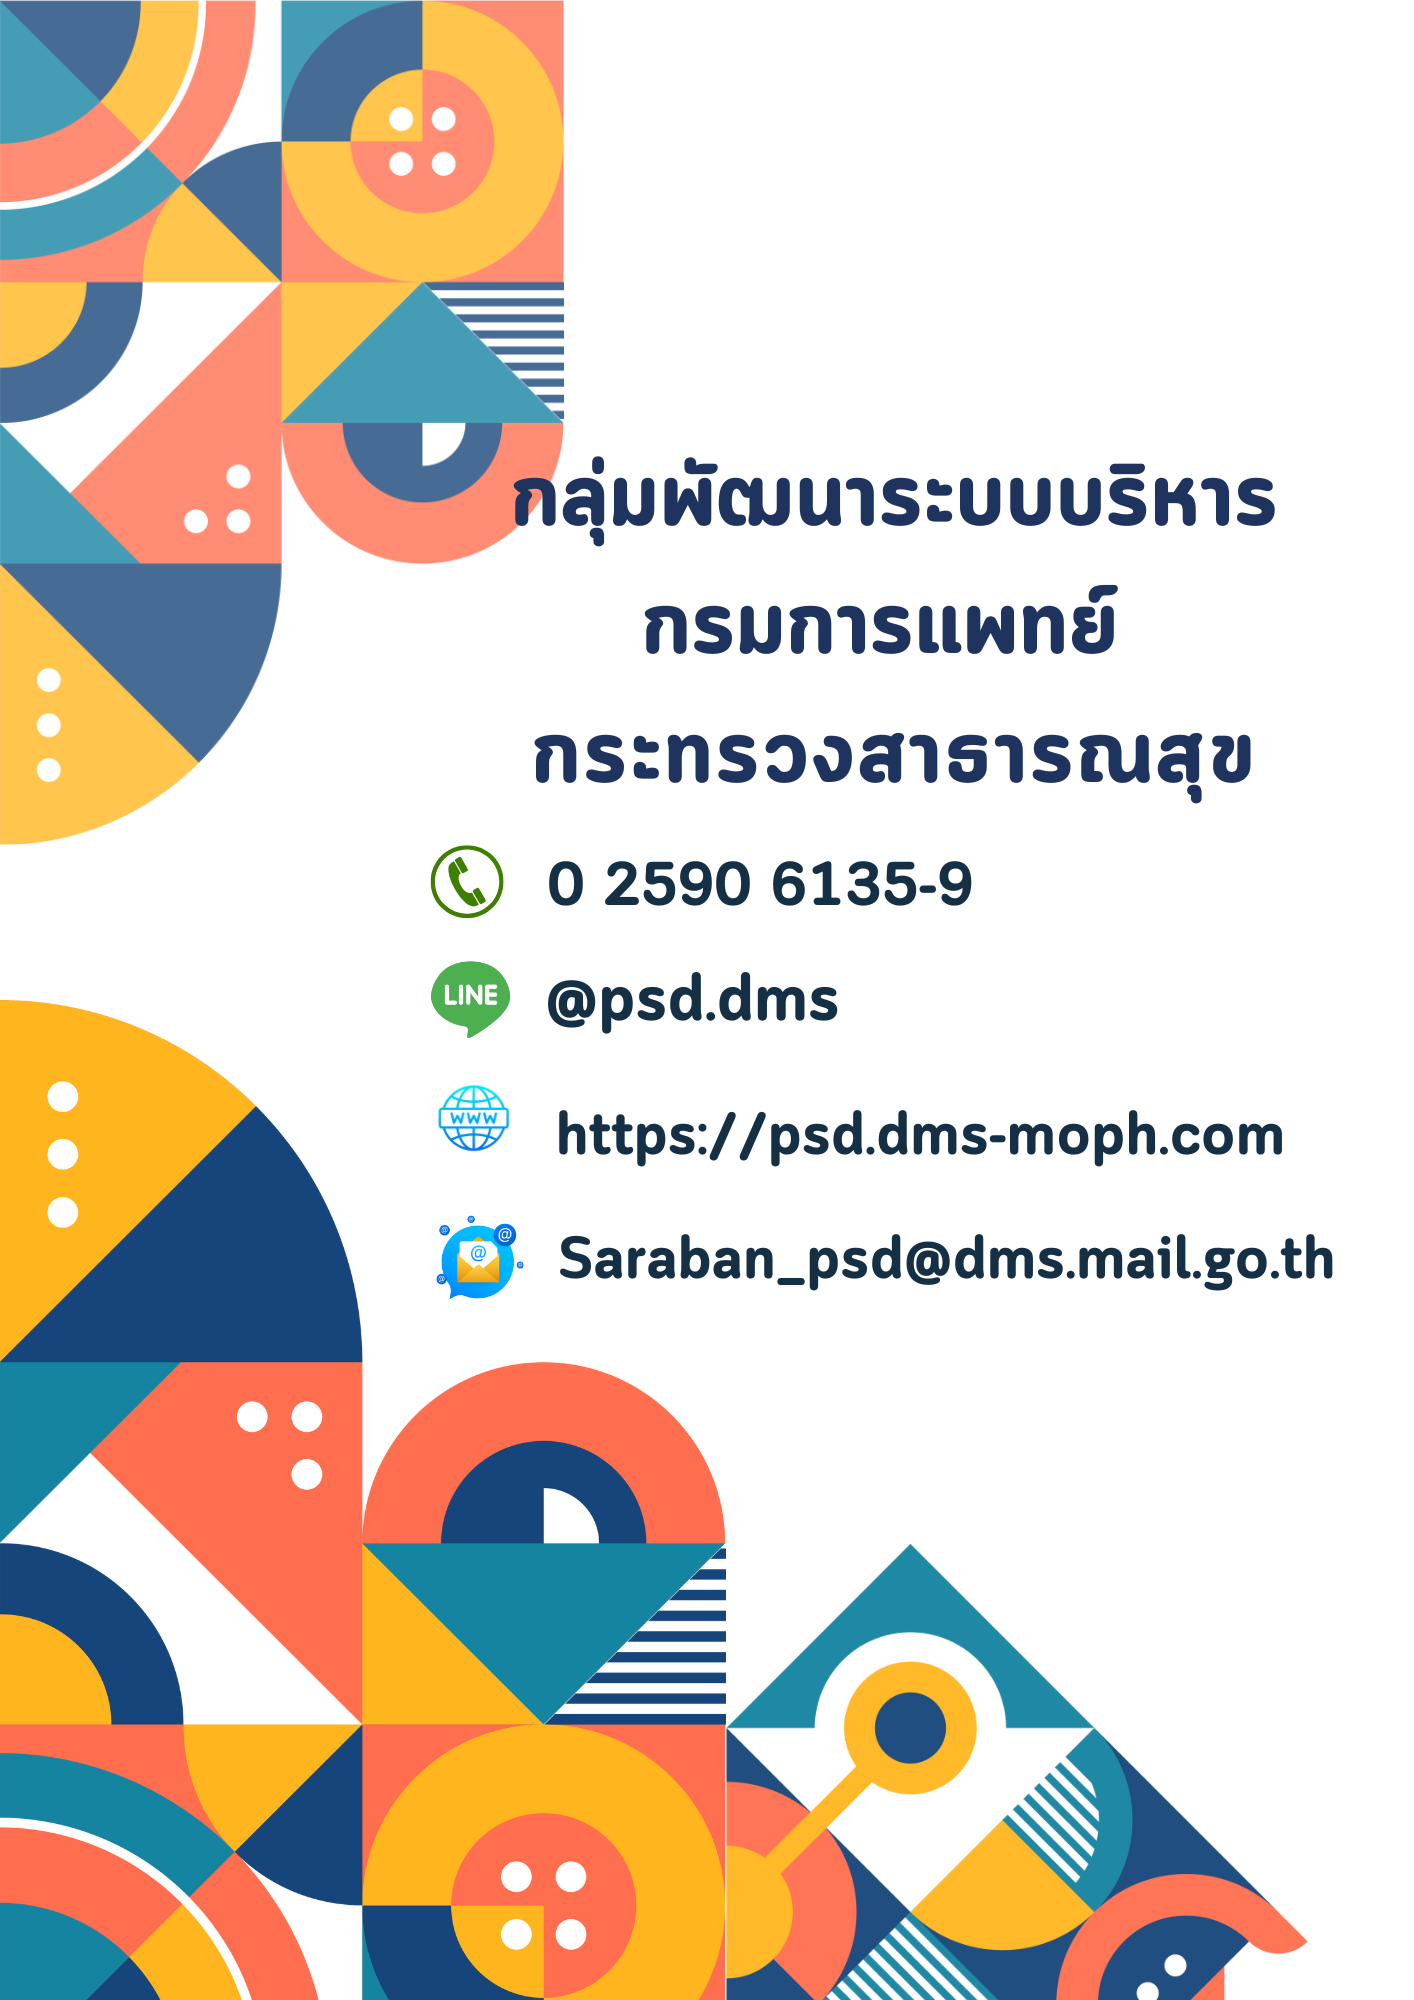 กลุ่มพัฒนาระบบบริหาร
กรมการแพทย์
กระทรวงสาธารณสุข
0 2590 6135-9
LINE @psd.dms
WWW https://psd.dms-moph.com
Saraban_psd@dms.mail.go.th